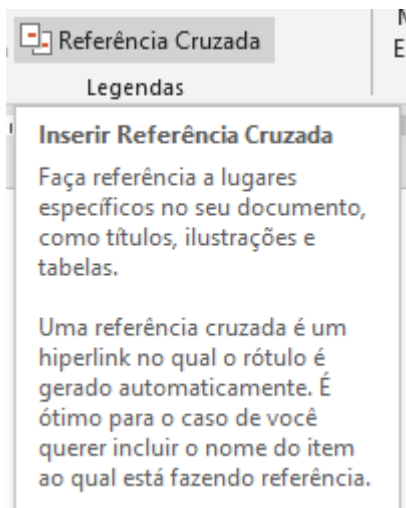 Referência Cruzada
Legendas
Inserir Referência Cruzada
Faça referência a lugares
específicos no seu documento,
como títulos, ilustrações e
tabelas.
Uma referência cruzada é um
hiperlink no qual o rótulo é
gerado automaticamente. É
ótimo para o caso de você
querer incluir o nome do item
ao qual está fazendo referência.